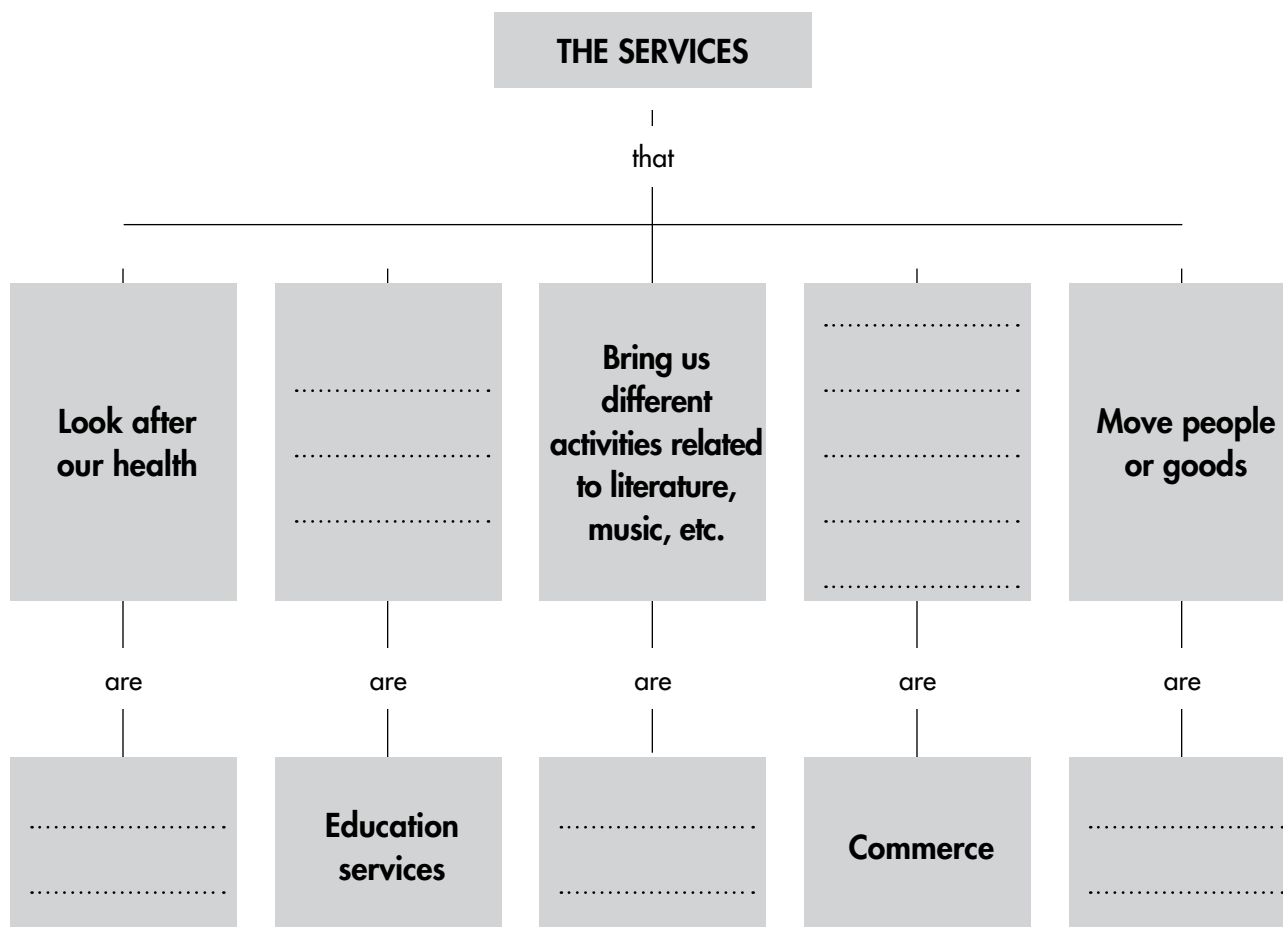 THE SERVICES
that
Look after
our health
Bring us
different
activities related
to literature,
music, etc.
Move people
or goods
are
are
are
are
are
Education
services
Commerce